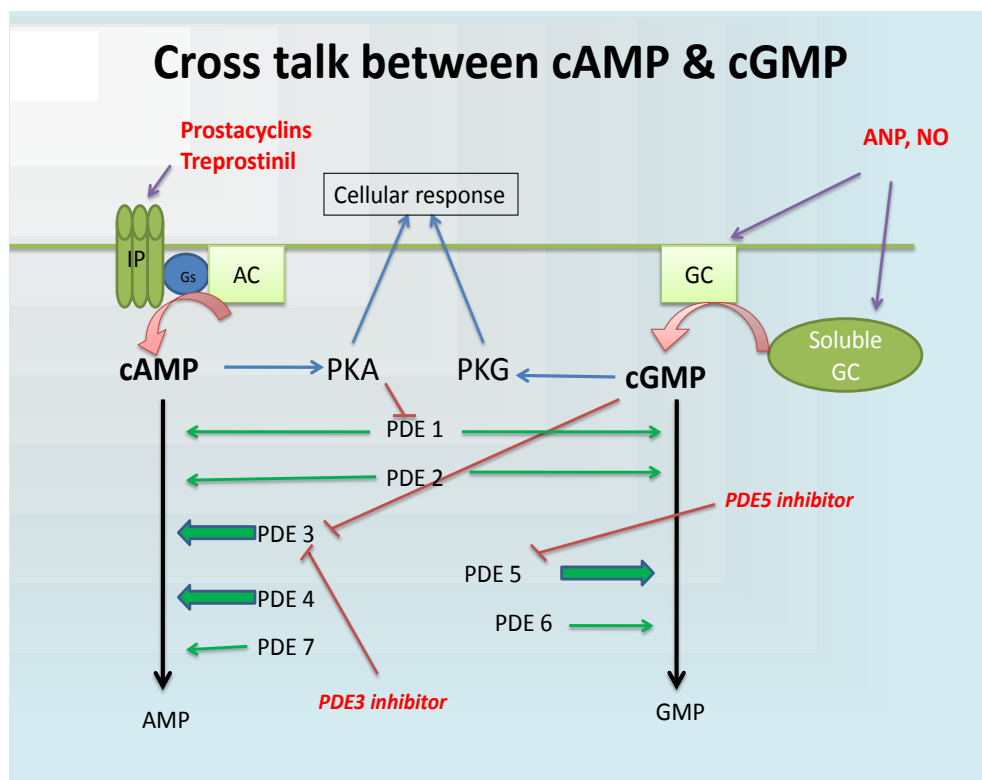 Cross talk between cAMP & cGMP
Prostacyclins
Treprostinil
ANP, NO
Cellular response
IP
Gs
AC
GC
Soluble
GC
cAMP
PKA
PKG
cGMP
PDE 1
PDE 2
PDE5 inhibitor
PDE 3
PDE 5
PDE 4
PDE 6
PDE 7
PDE3 inhibitor
AMP
GMP